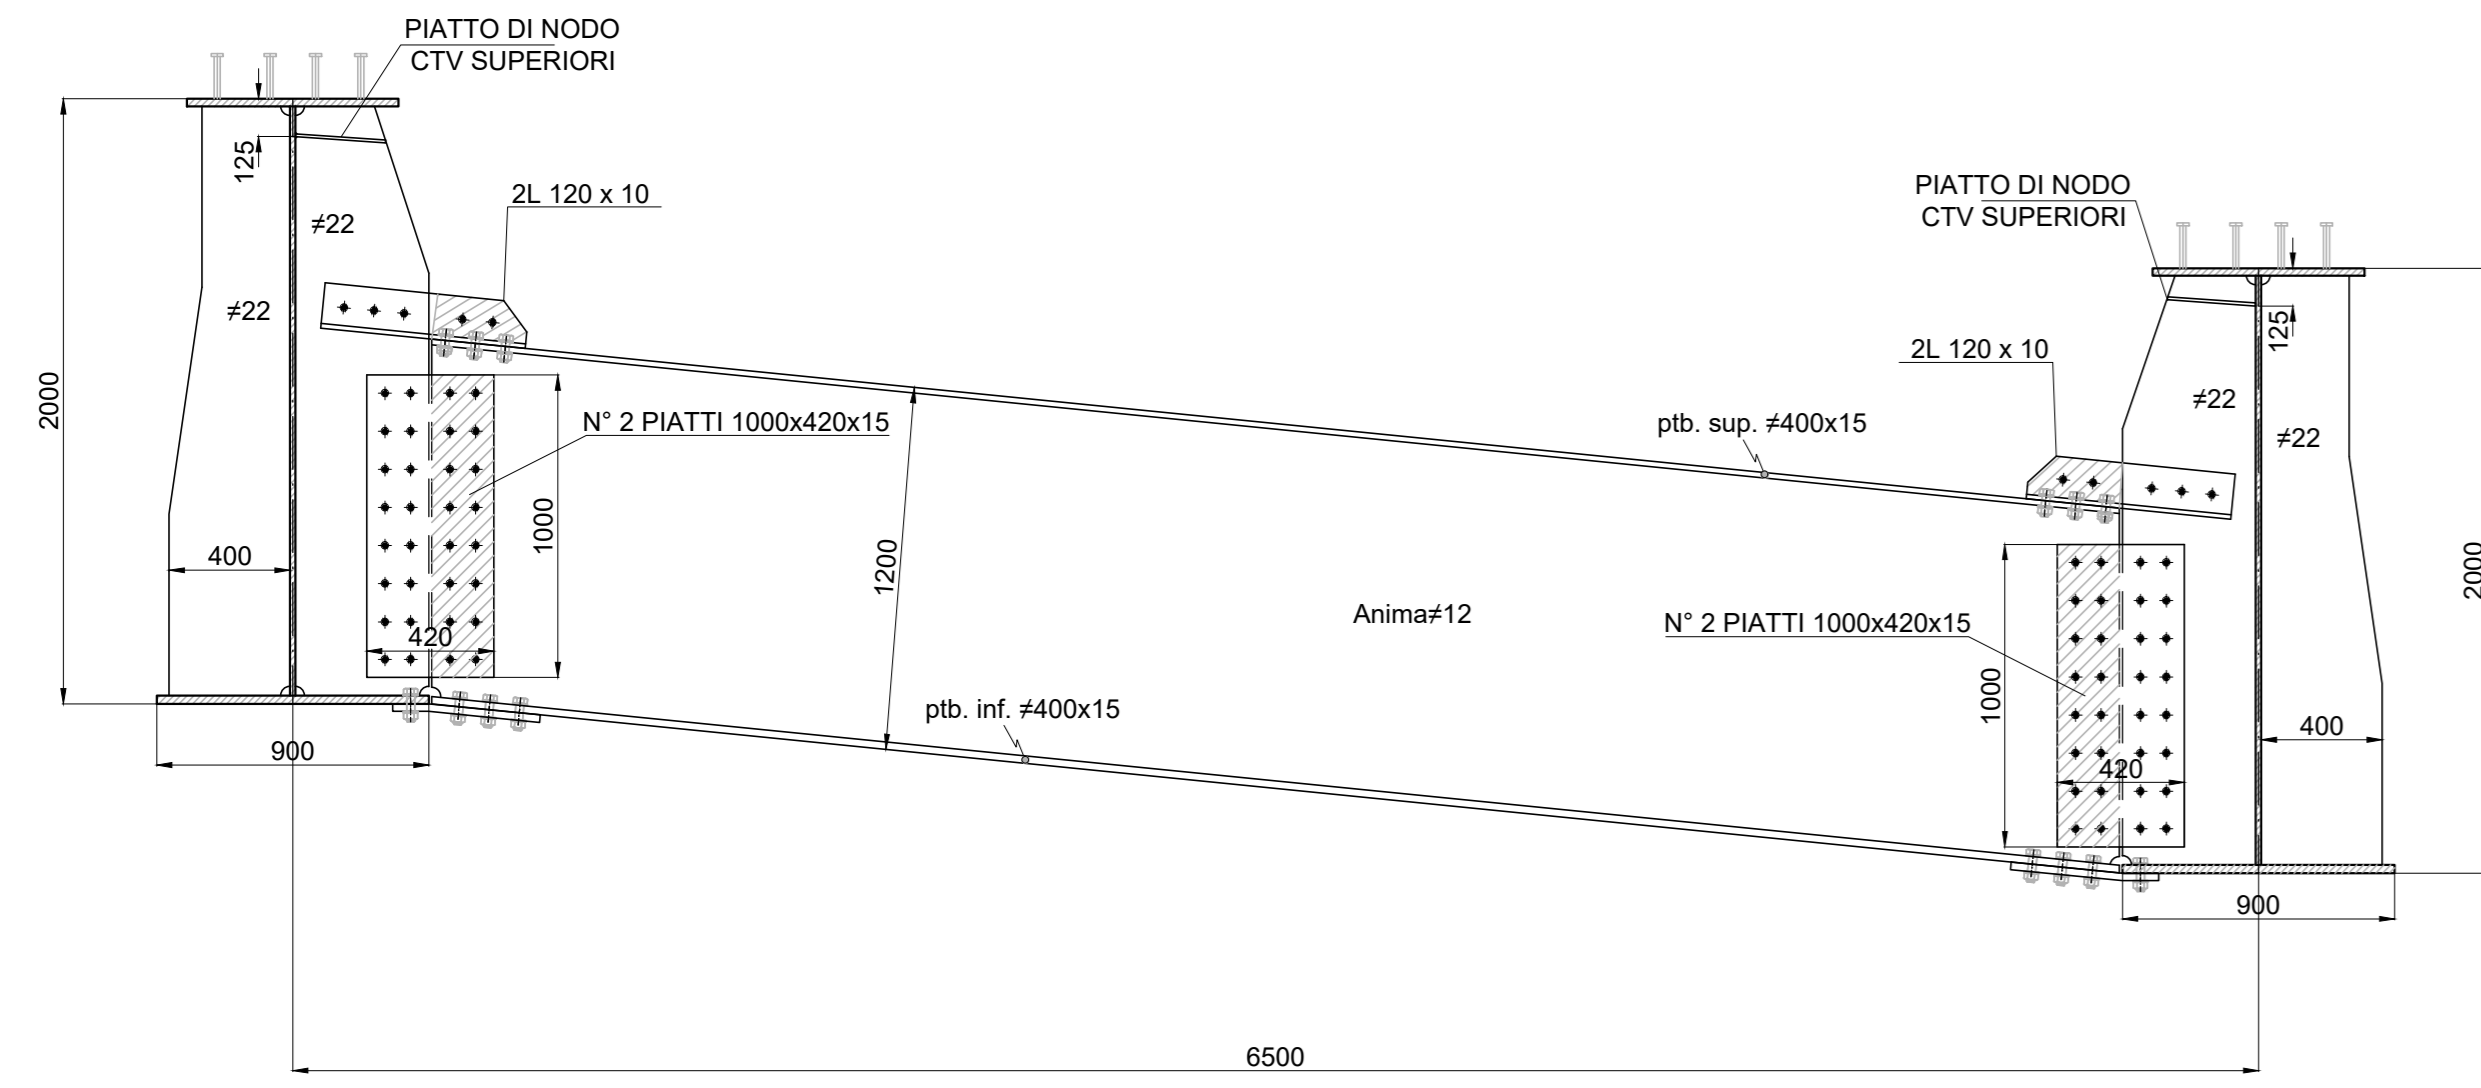 PIATTO DI NODO
CTV SUPERIORI
125
2L 120 x 10
≠22
≠22
2000
N° 2 PIATTI 1000x420x15
1000
400
420
900
1200
ptb. sup. ≠400x15
Anima≠12
ptb. inf. ≠400x15
PIATTO DI NODO
CTV SUPERIORI
125
2L 120 x 10
≠22
≠22
2000
N° 2 PIATTI 1000x420x15
1000
400
420
900
6500